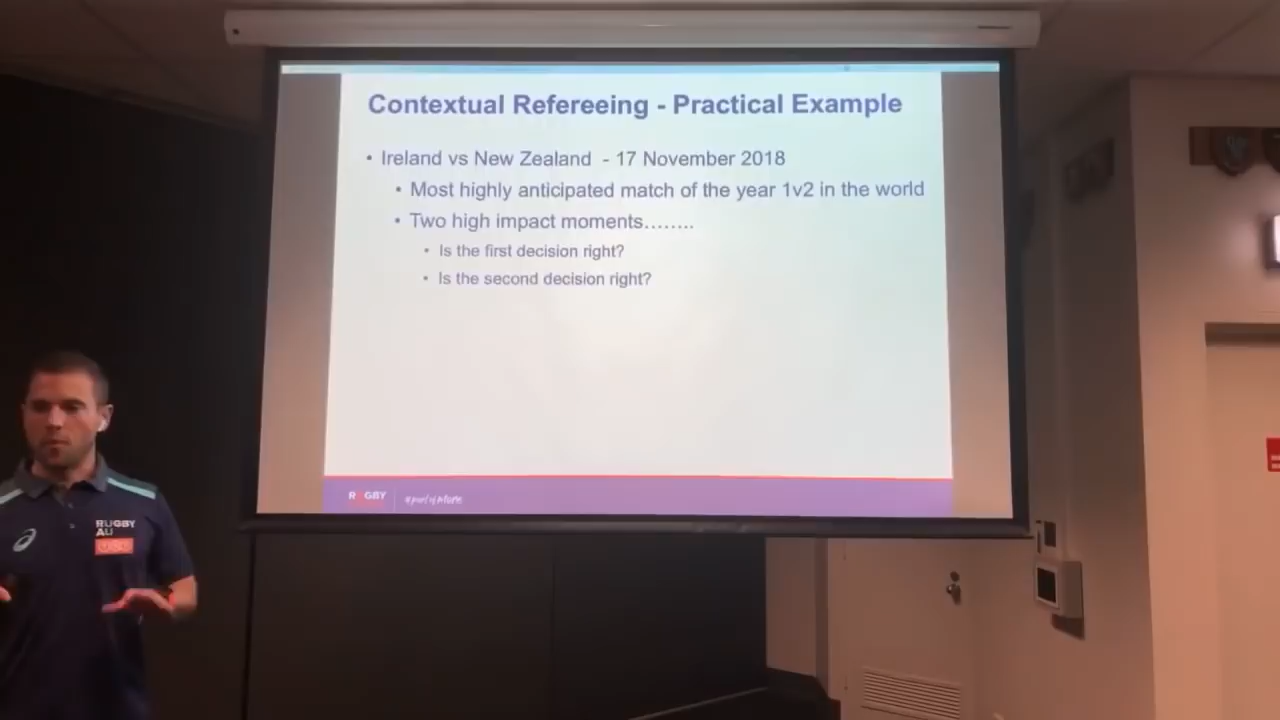 Contextual Refereeing - Practical Example
• Ireland vs New Zealand - 17 November 2018
• Most highly anticipated match of the year 1v2 in the world
• Two high impact moments……..
• Is the first decision right?
• Is the second decision right?
RUGBY
#partofmore
RUGBY
AU